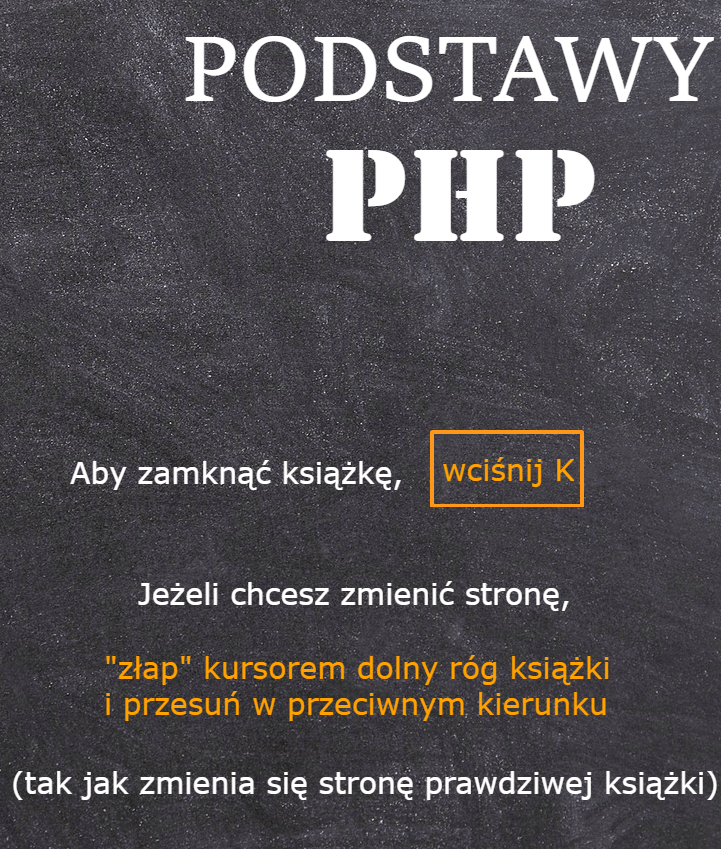 PODSTAWY
PHP
Aby zamknąć książkę, wciśnij K
Jeżeli chcesz zmienić stronę,
"złap" kursorem dolny róg książki
i przesuń w przeciwnym kierunku
(tak jak zmienia się stronę prawdziwej książki)